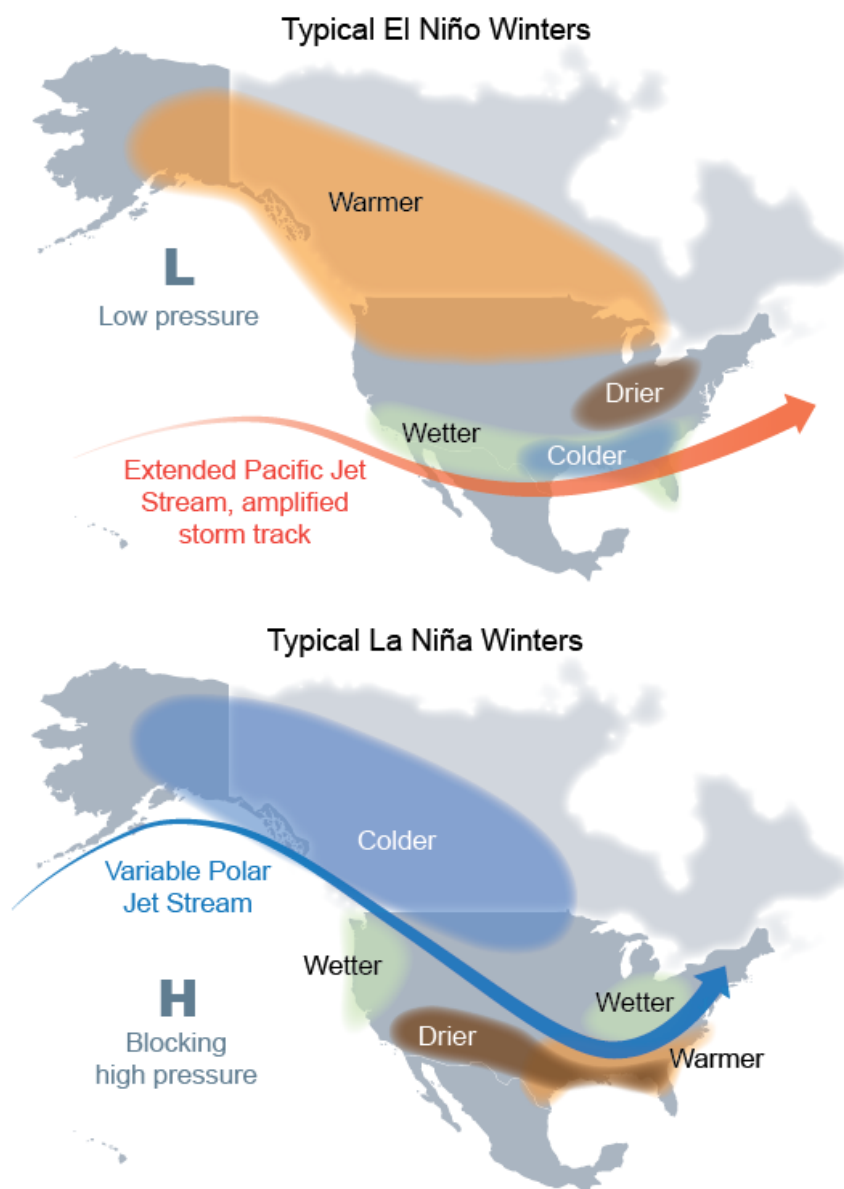 Typical El Niño Winters
Warmer
L
Low pressure
Drier
Wetter
Colder
Extended Pacific Jet
Stream, amplified
storm track
Typical La Niña Winters
Colder
Variable Polar
Jet Stream
Wetter
H
Blocking
high pressure
Wetter
Drier
Warmer